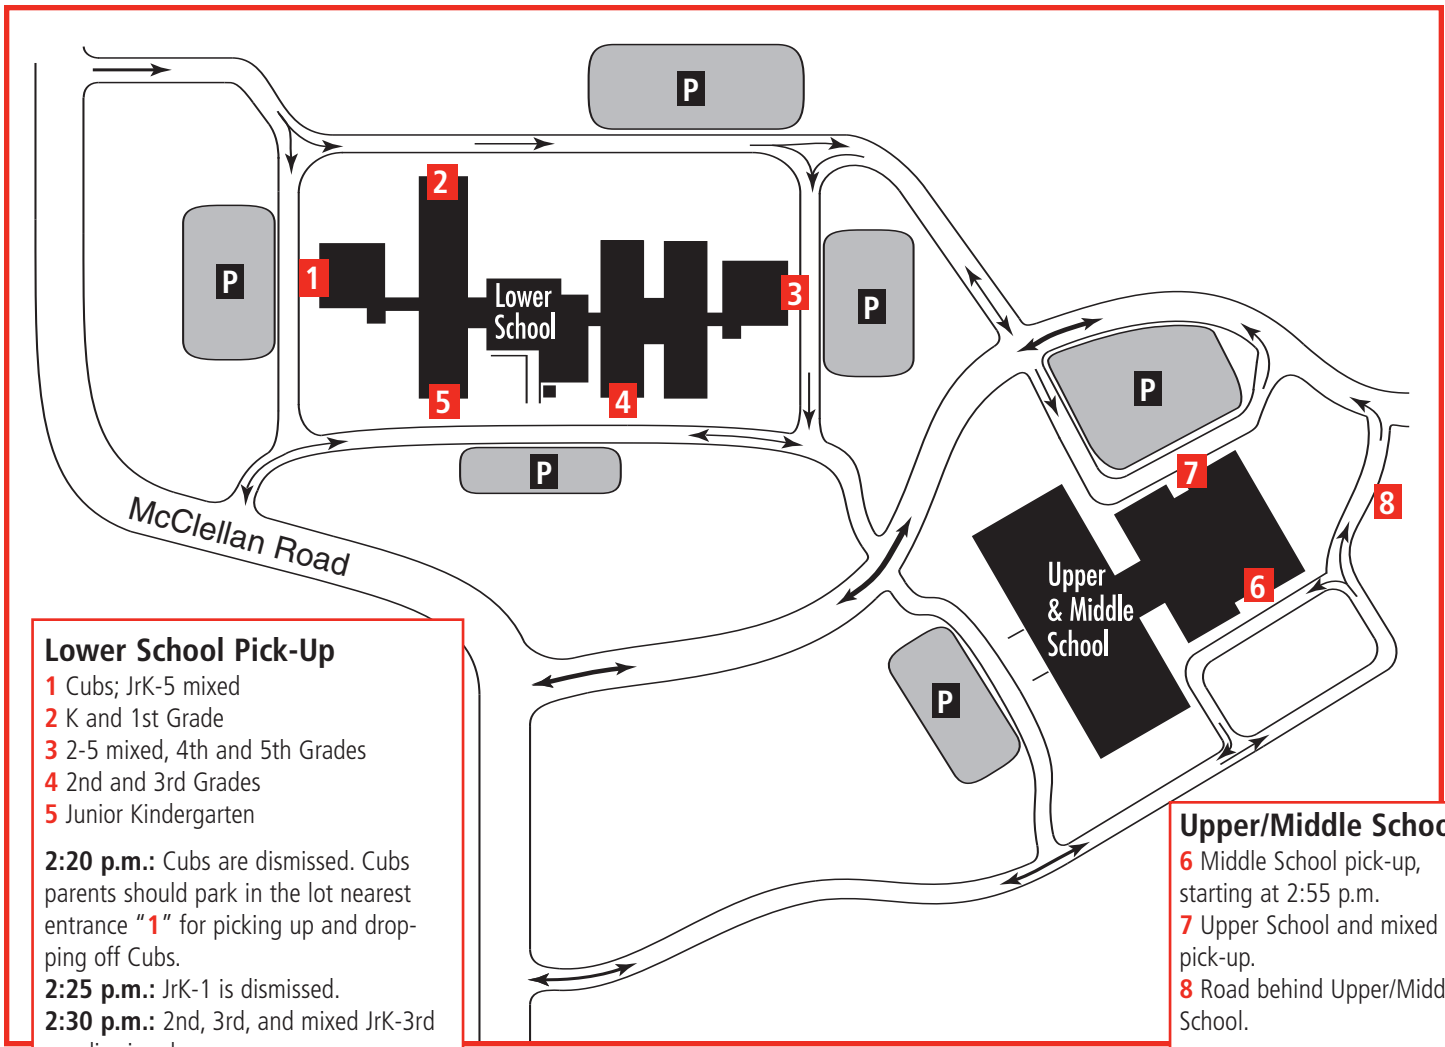 P
2
P
1
Lower
School
3
P
5
4
P
P
7
8
McClellan Road
Upper
& Middle
School
6
P
Lower School Pick-Up
1 Cubs; JrK-5 mixed
2 K and 1st Grade
3 2-5 mixed, 4th and 5th Grades
4 2nd and 3rd Grades
5 Junior Kindergarten
2:20 p.m.: Cubs are dismissed. Cubs
parents should park in the lot nearest
entrance “1” for picking up and drop-
ping off Cubs.
2:25 p.m.: JrK-1 is dismissed.
2:30 p.m.: 2nd, 3rd, and mixed JrK-3rd
Upper/Middle Schoo
6 Middle School pick-up,
starting at 2:55 p.m.
7 Upper School and mixed
pick-up.
8 Road behind Upper/Midd
School.